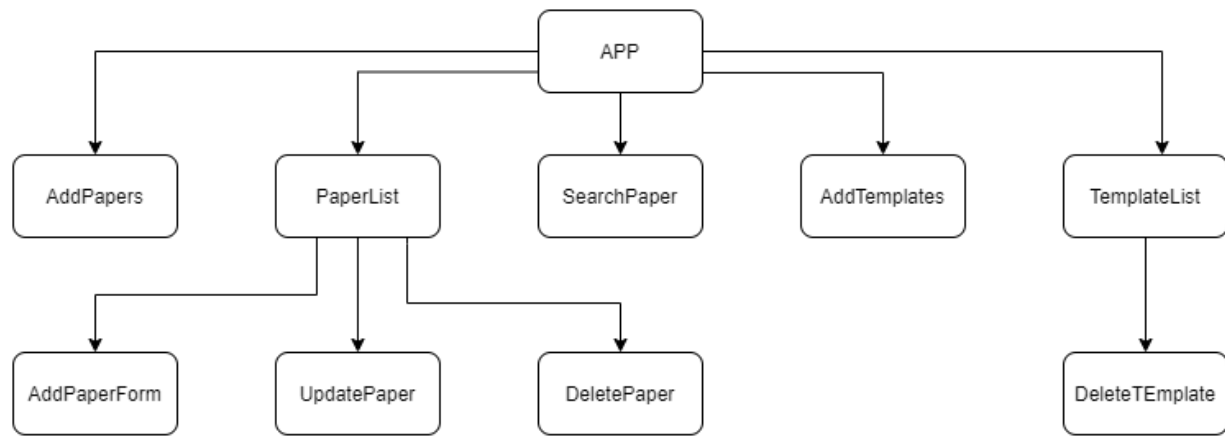 APP
AddPapers
PaperList
SearchPaper
AddTemplates
TemplateList
AddPaperForm
UpdatePaper
DeletePaper
DeleteTEmplate